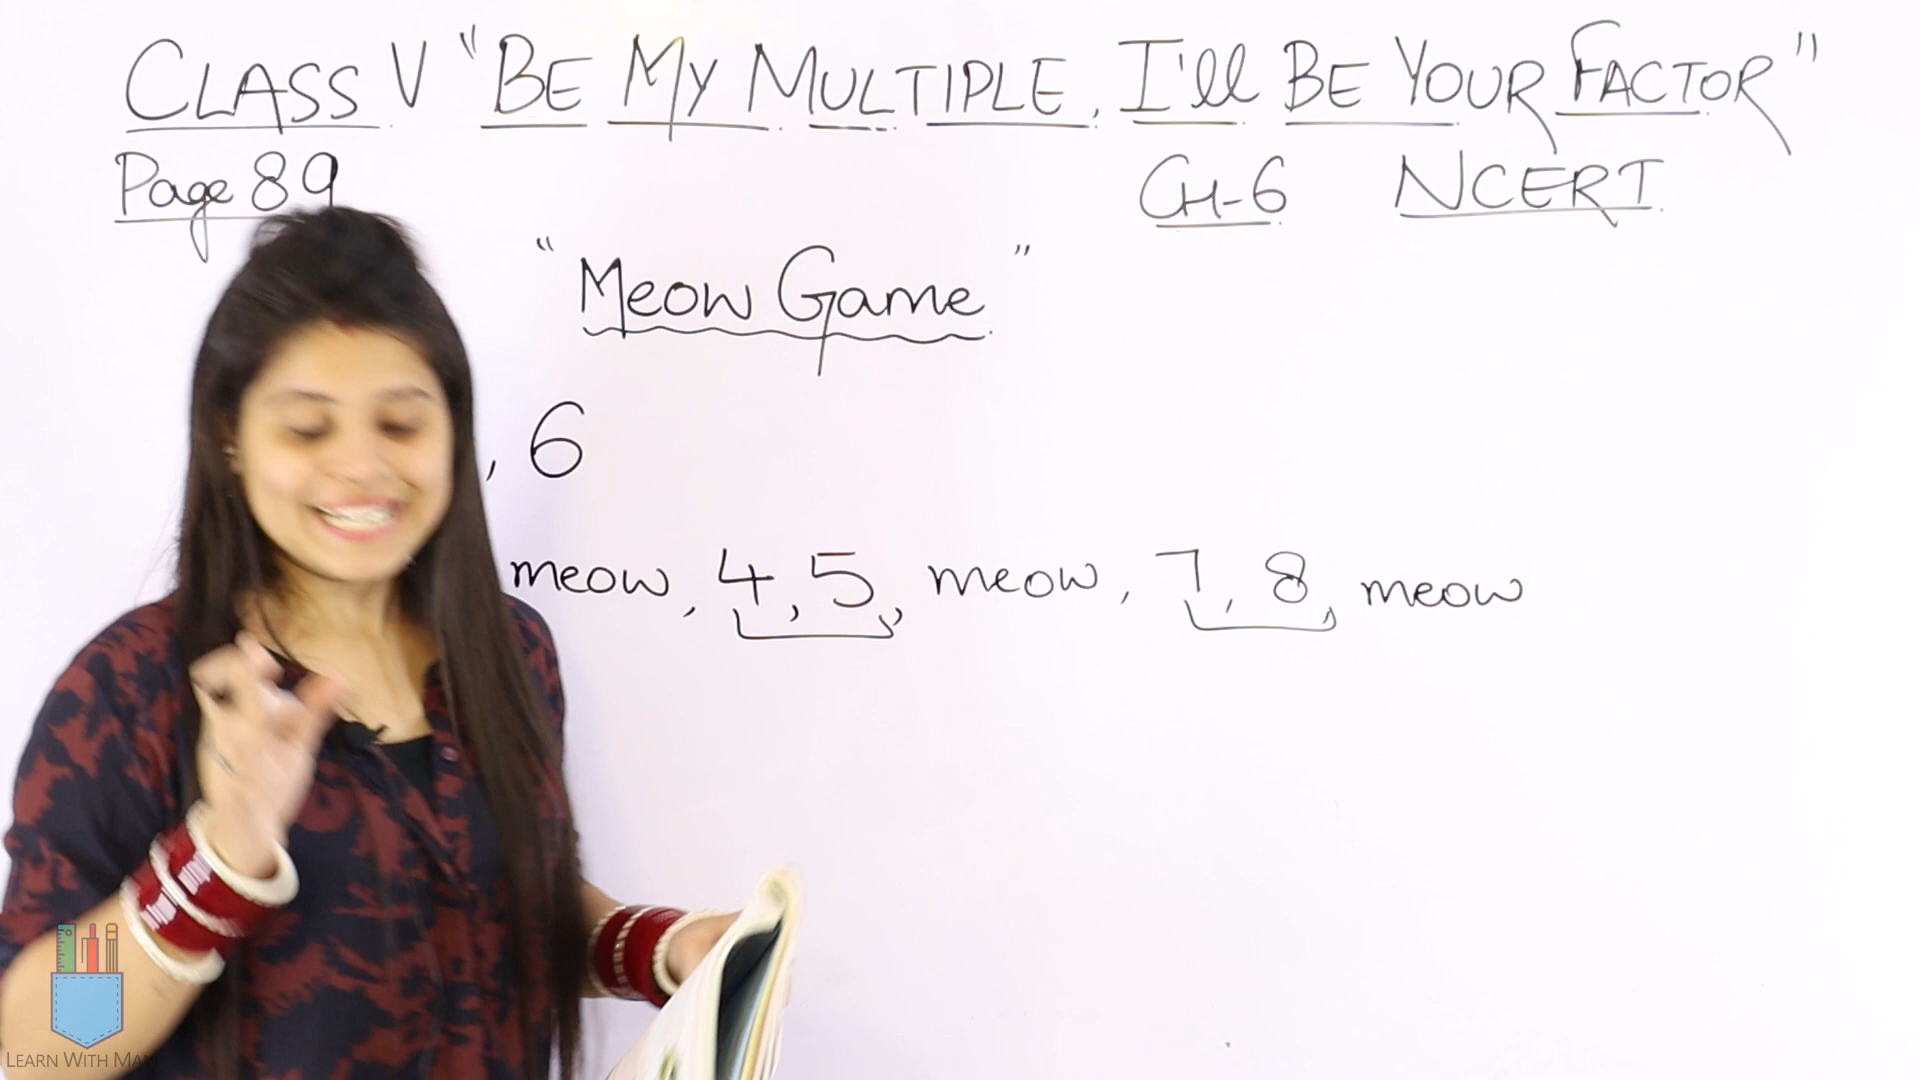 CLASS V "BE MY MULTIPLE, I'll BE YOUR FACTOR"
Page 89
CH-6 NCERT
"Meow Game"
, 6
meow, 4, 5, meow, 7, 8, meow
LEARN WITH